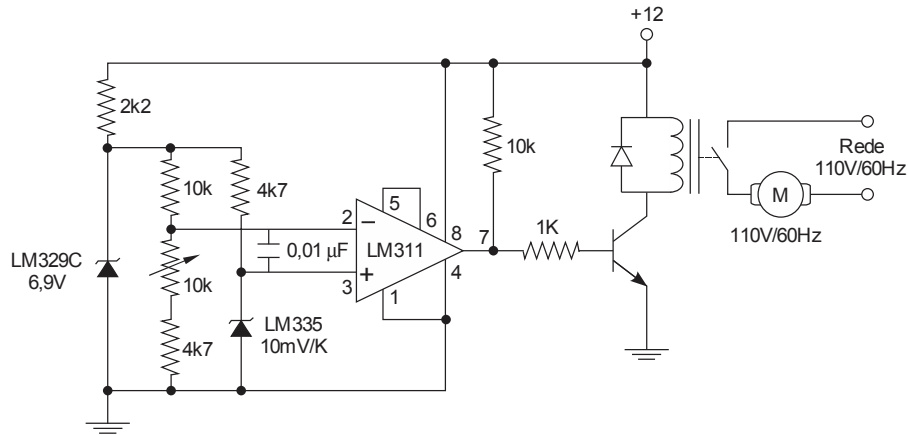 +12
2k2
10k
4k7
10k
Rede
110V/60Hz
M
110V/60Hz
2
5
6
8
7
1K
0,01 µF
LM311
LM329C
6,9V
10k
3
1
4
LM335
10mV/K
4k7